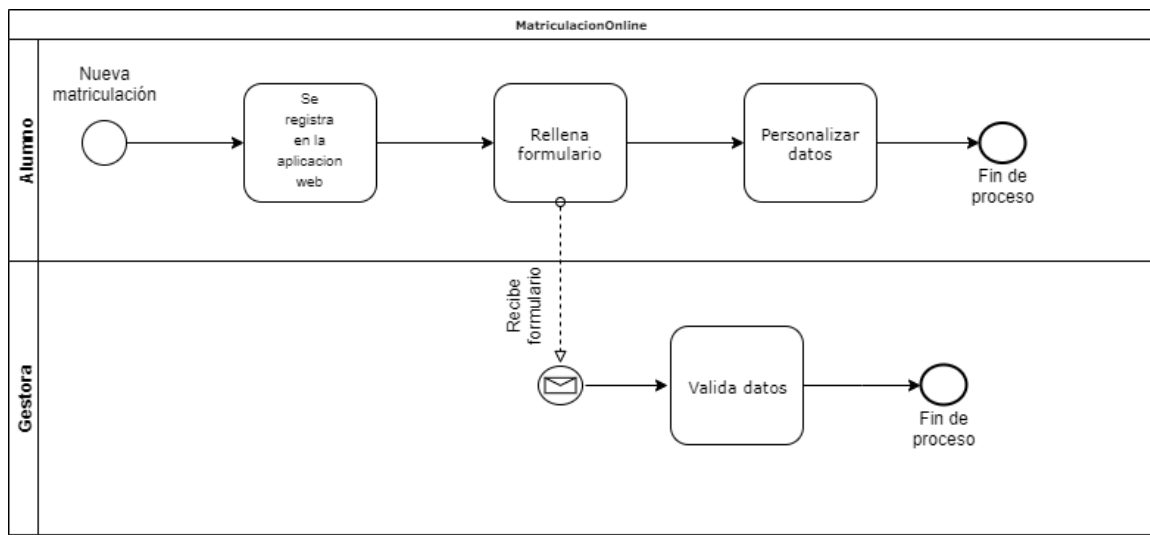 MatriculacionOnline
Alumno
Nueva
matriculación
Se
registra
en la
aplicacion
web
Rellena
formulario
Personalizar
datos
Fin de
proceso
Gestora
Recibe
formulario
Valida datos
Fin de
proceso